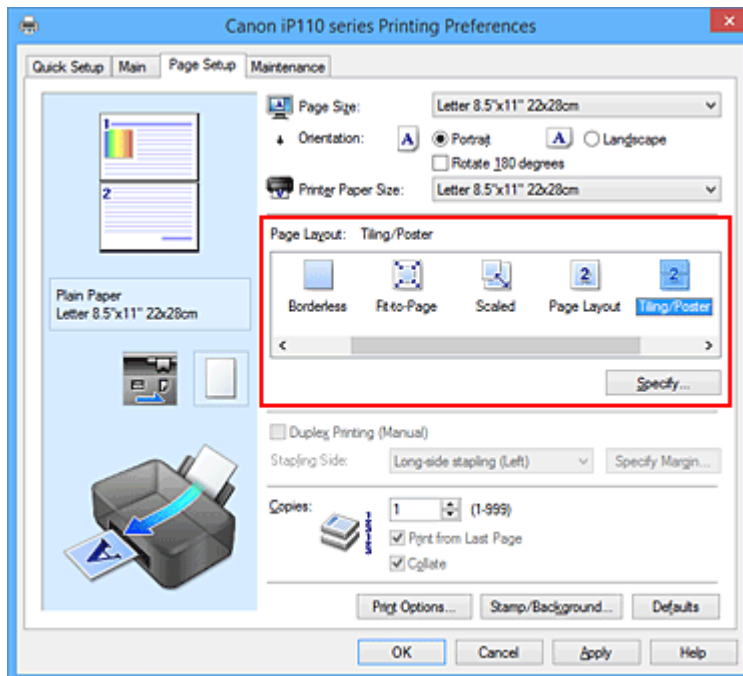 Canon iP110 series Printing Preferences
Quick Setup Main Page Setup Maintenance
1
2
Plain Paper
Letter 8.5"x11" 22x28cm
Page Size: Letter 8.5"x11" 22x28cm
Orientation: A Portrait A Landscape
Rotate 180 degrees
Printer Paper Size: Letter 8.5"x11" 22x28cm
Page Layout: Tiling/Poster
2 2
Borderless Fit-to-Page Scaled Page Layout Tiling/Poster
Specify...
Duplex Printing (Manual)
Stapling Side: Long-side stapling (Left) Specify Margin...
Copies: 1 (1-999)
Print from Last Page
Collate
A
Print Options... Stamp/Background... Defaults
OK Cancel Apply Help